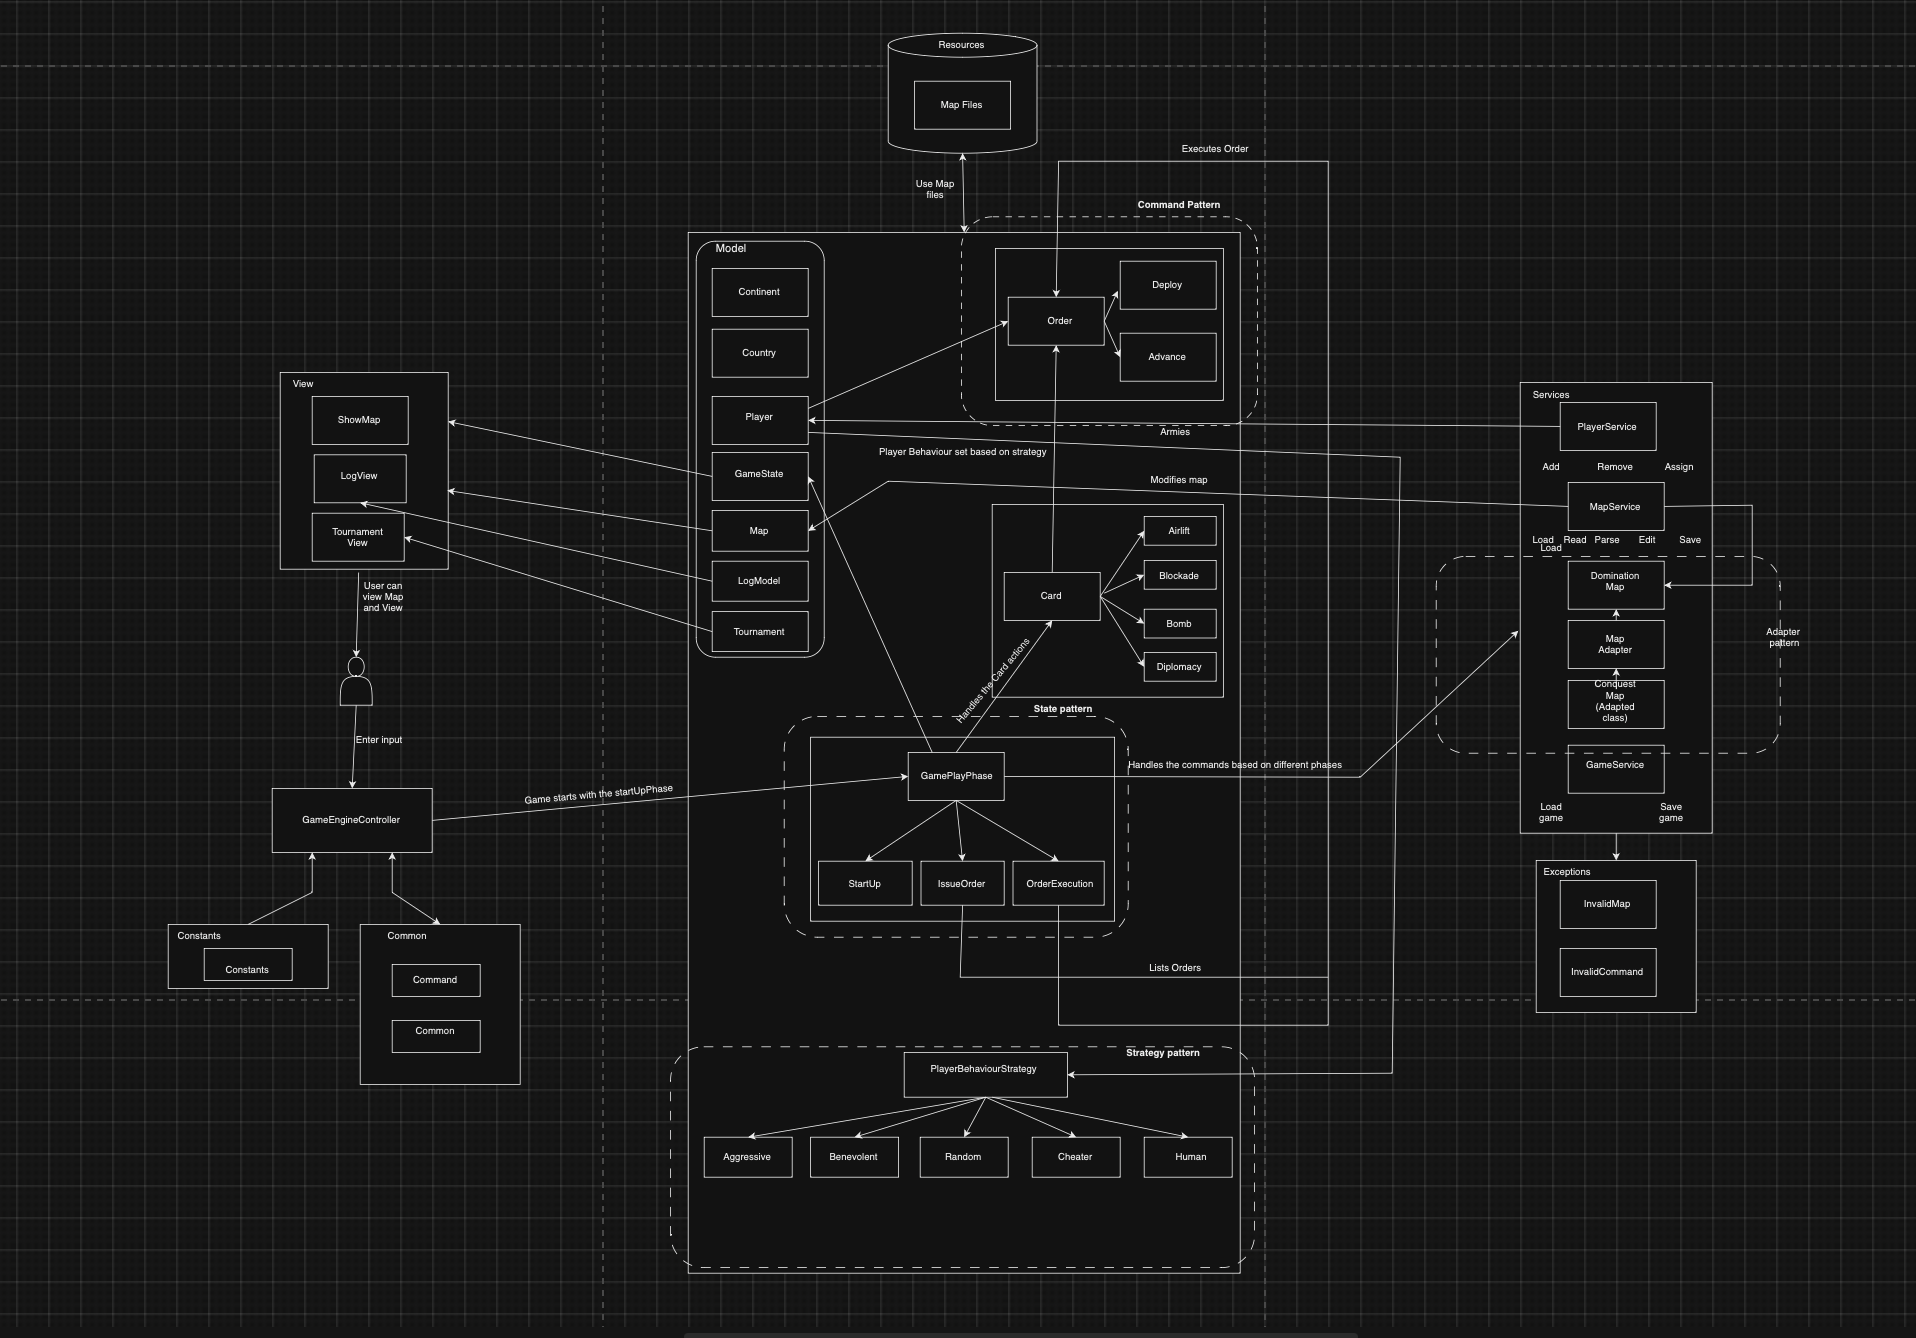 Resources
Map Files
Use Map
files
Executes Order
Command Pattern
Model
Continent
Country
Player
GameState
Map
LogModel
Tournament
Order
Deploy
Advance
Armies
Player Behaviour set based on strategy
Modifies map
Card
Airlift
Blockade
Bomb
Diplomacy
Handles the Card actions
View
ShowMap
LogView
Tournament
View
User can
view Map
and View
Enter input
GameEngineController
Game starts with the startUpPhase
Constants
Constants
Common
Command
Common
State pattern
GamePlayPhase
StartUp
IssueOrder
OrderExecution
Handles the commands based on different phases
Lists Orders
Strategy pattern
PlayerBehaviourStrategy
Aggressive
Benevolent
Random
Cheater
Human
Services
PlayerService
Add
Remove
Assign
MapService
Load
Read
Parse
Edit
Save
Load
Domination
Map
Map
Adapter
Adapter
pattern
Conquest
Map
(Adapted
class)
GameService
Load
game
Save
game
Exceptions
InvalidMap
InvalidCommand